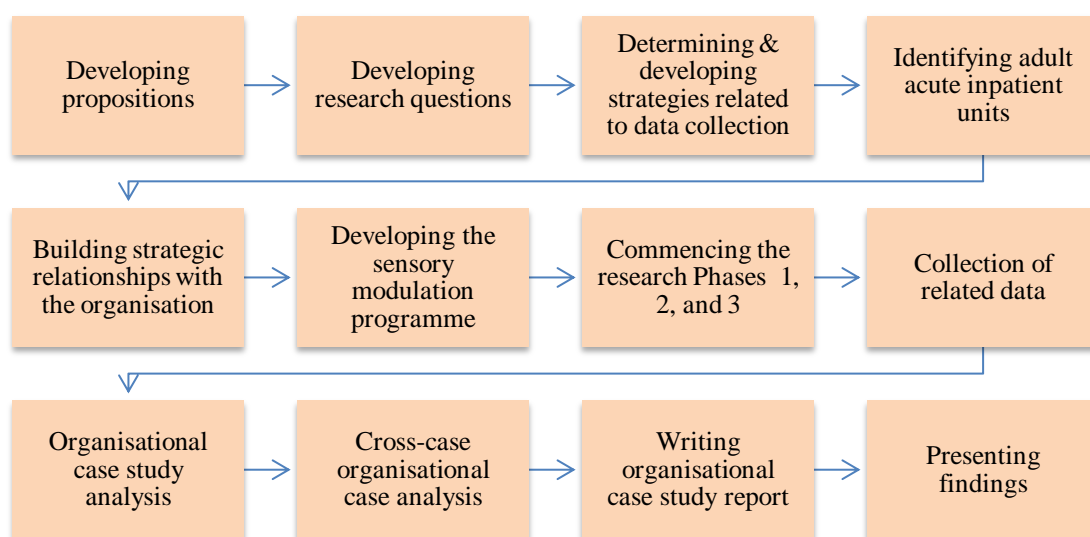 Developing
propositions
Developing
research questions
Determining &
developing
strategies related
to data collection
Identifying adult
acute inpatient
units
Building strategic
relationships with
the organisation
Developing the
sensory
modulation
programme
Commencing the
research Phases 1,
2, and 3
Collection of
related data
Organisational
case study
analysis
Cross-case
organisational
case analysis
Writing
organisational
case study report
Presenting
findings